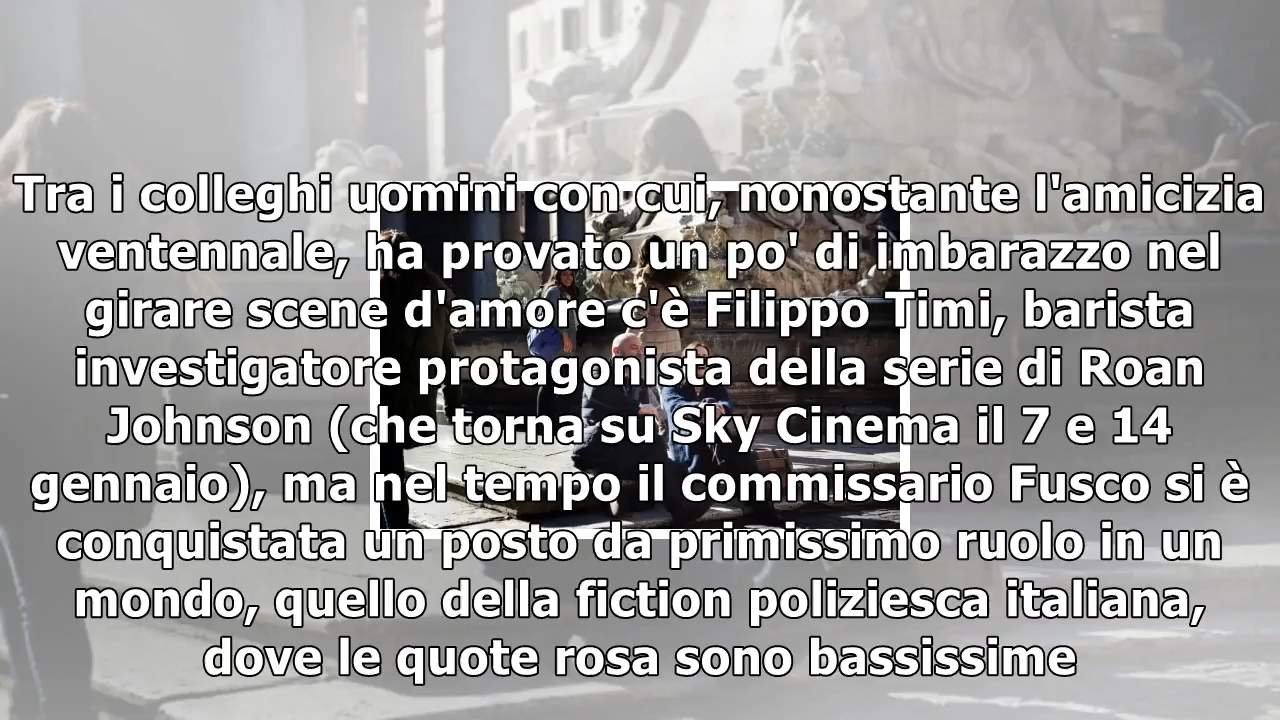 Tra i colleghi uomini con cui, nonostante l'amicizia
ventennale, ha provato un po' di imbarazzo nel
girare scene d'amore c'è Filippo Timi, barista
investigatore protagonista della serie di Roan
Johnson (che torna su Sky Cinema il 7 e 14
gennaio), ma nel tempo il commissario Fusco si è
conquistata un posto da primissimo ruolo in un
mondo, quello della fiction poliziesca italiana,
dove le quote rosa sono bassissime